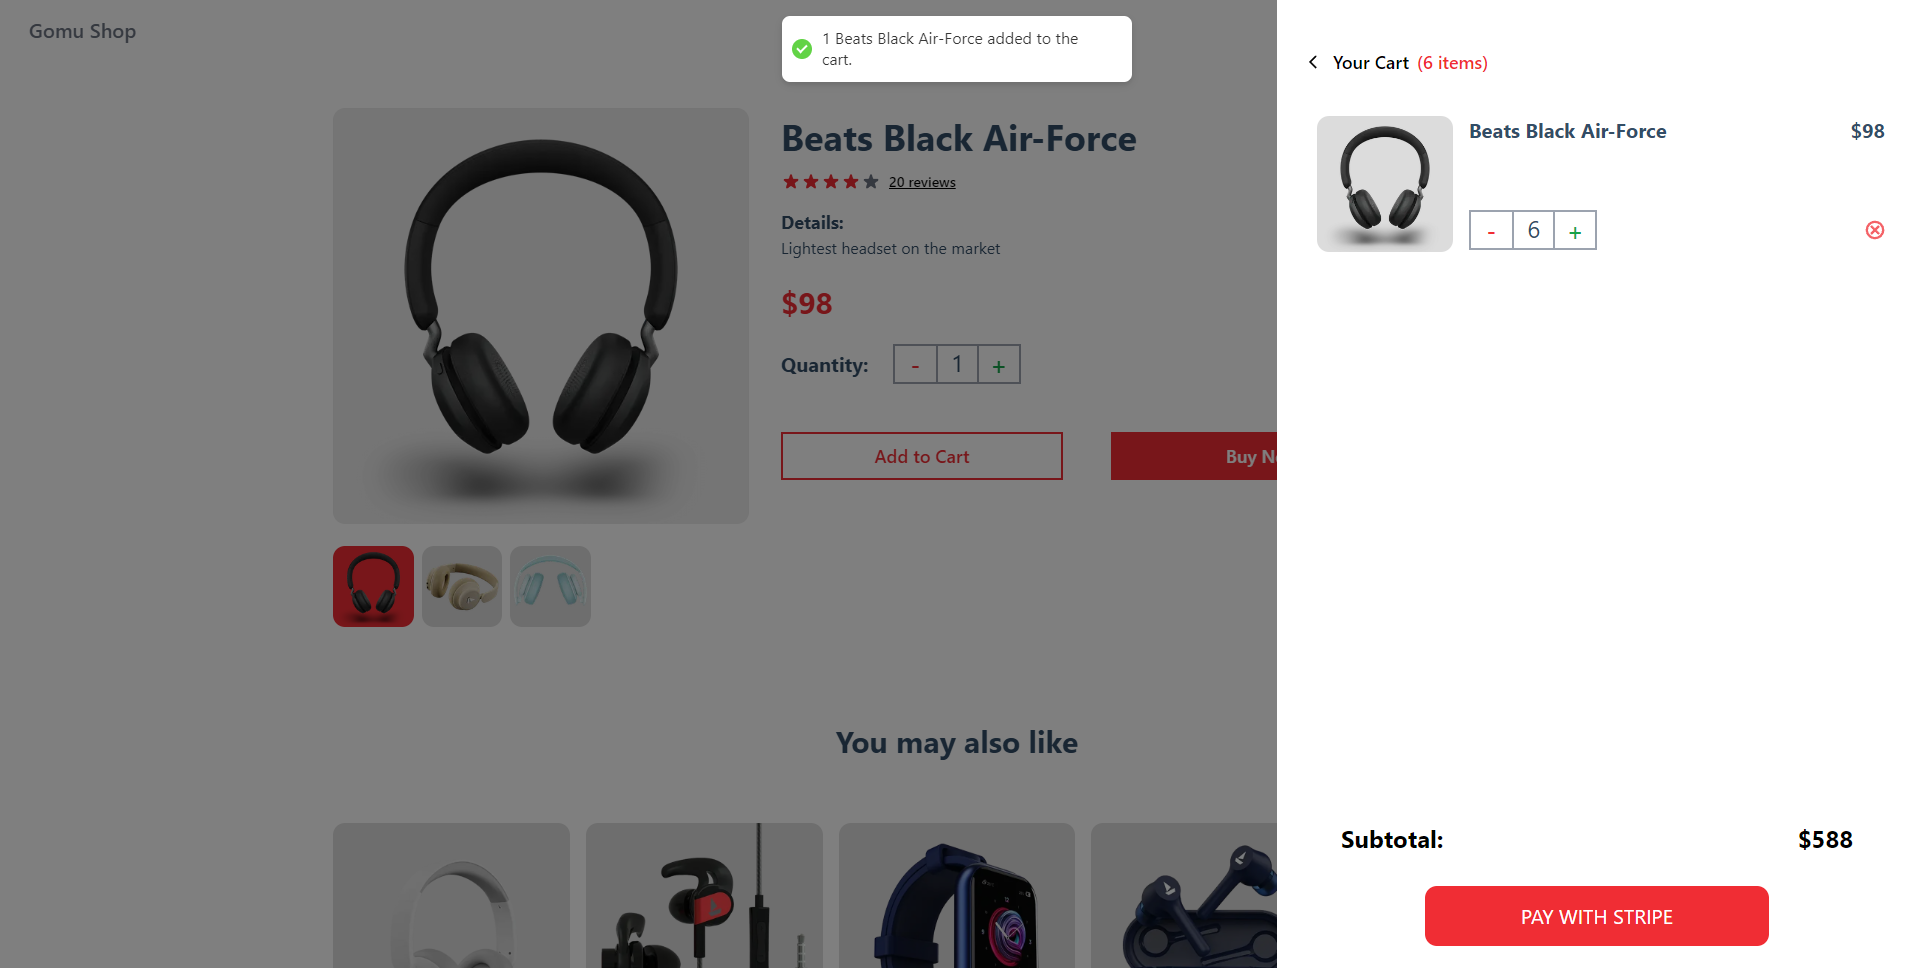 Gomu Shop
1 Beats Black Air-Force added to the
cart.
Beats Black Air-Force
20 reviews
Details:
Lightest headset on the market
$98
Quantity: - 1 +
Add to Cart
Buy
You may also like
Your Cart (6 items)
Beats Black Air-Force $98
- 6 +
Subtotal: $588
PAY WITH STRIPE